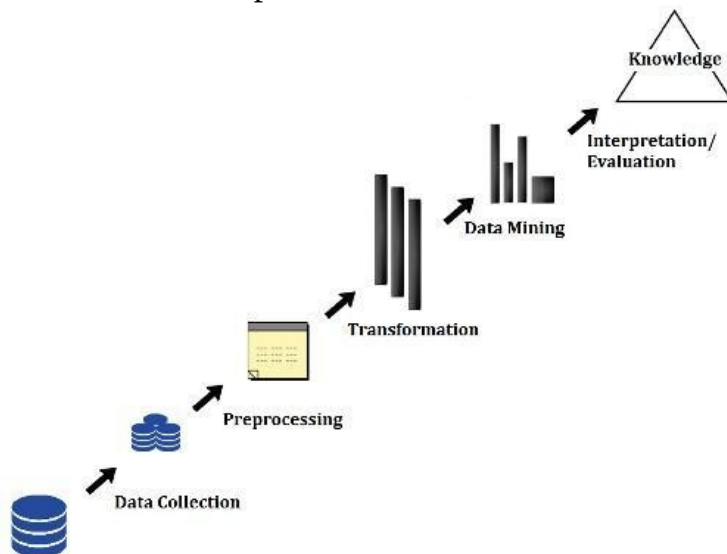 Knowledge
Interpretation/
Evaluation
Data Mining
Transformation
Preprocessing
Data Collection